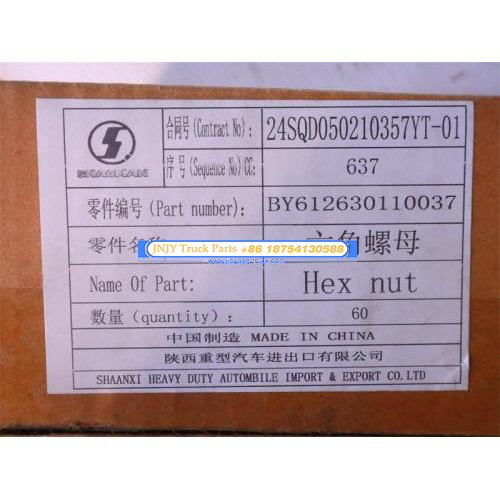 SHACMAN
合同号(Contract No):
24SQD050210357YT-01
序号(Sequence No)CC:
637
零件编号(Part number):
BY612630110037
零件名称
六角螺母
JNJY Truck Parts +86 18754130588
Name Of Part:
Hex nut
数量(quantity):
60
中国制造 MADE IN CHINA
陕西重型汽车进出口有限公司
SHAANXI HEAVY DUTY AUTOMBILE IMPORT & EXPORT CO.LTD